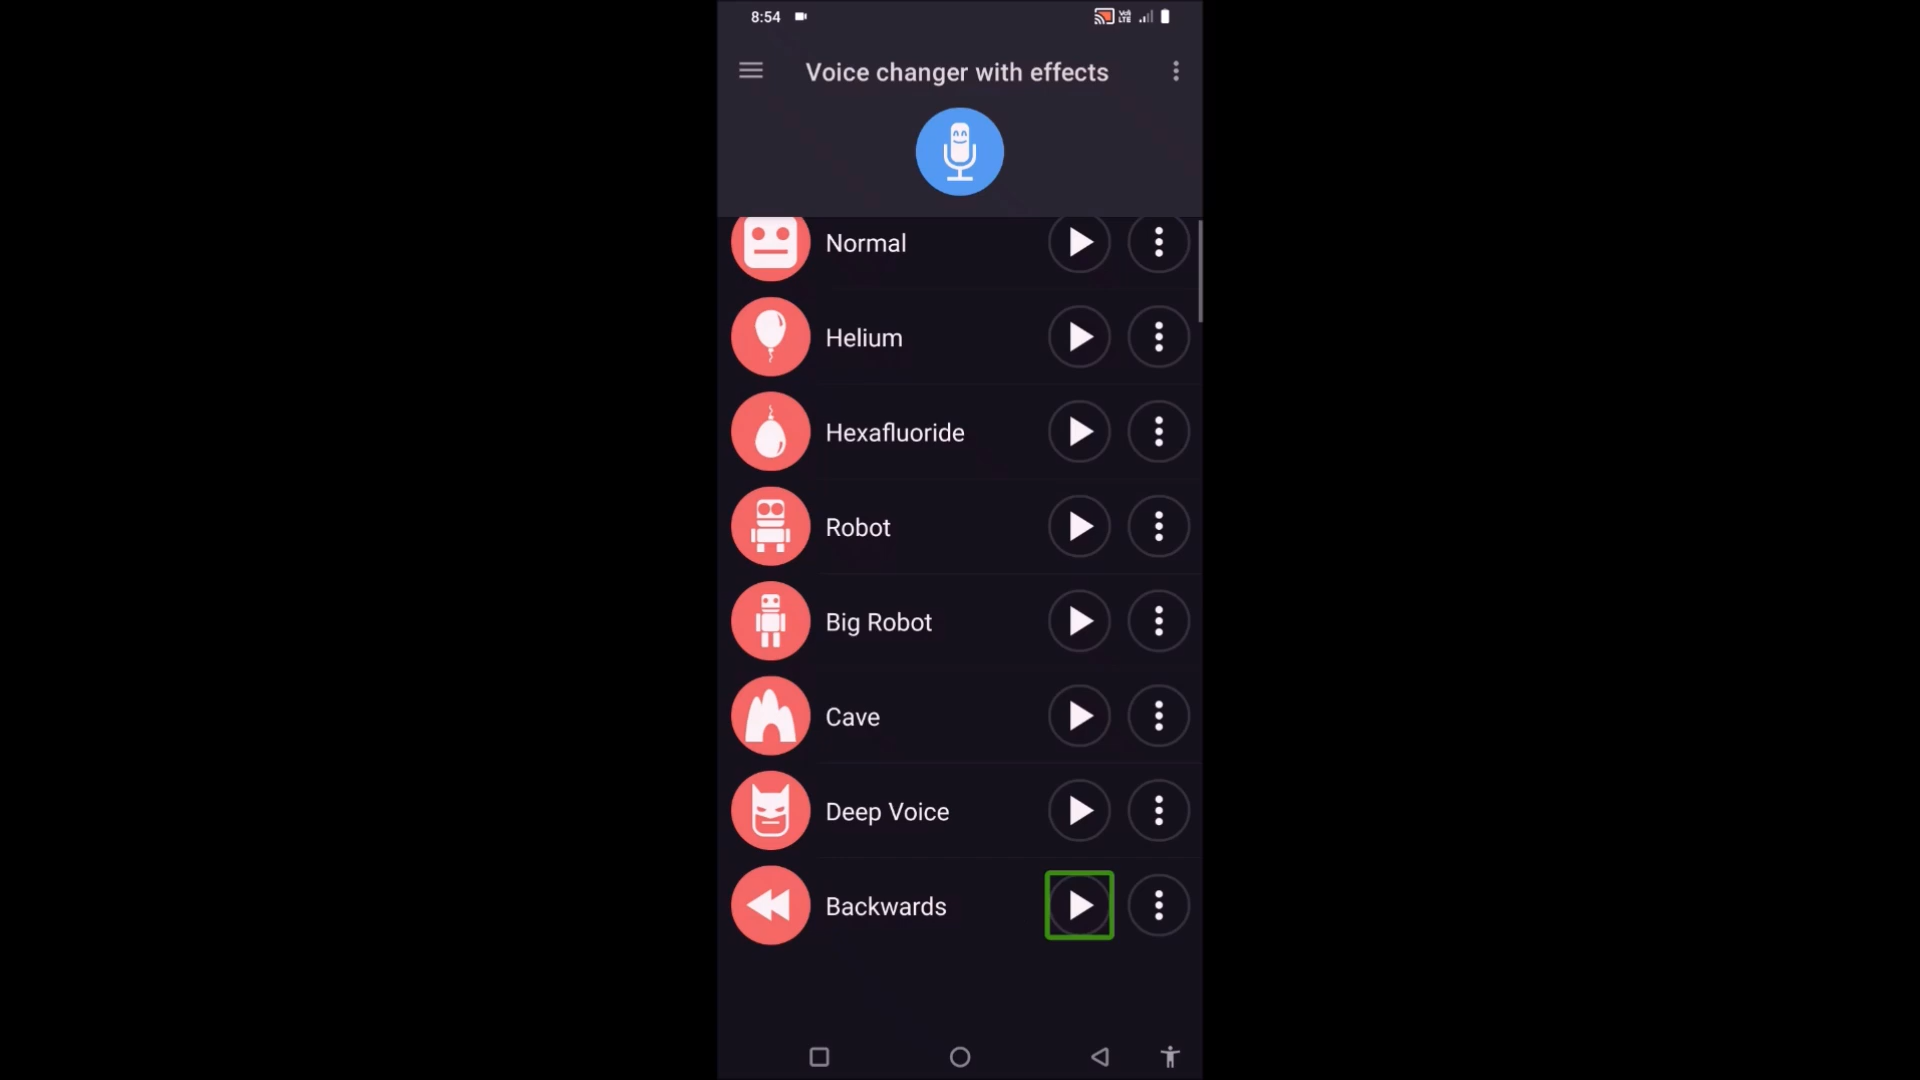 8:54
Voice changer with effects
Normal
Helium
Hexafluoride
Robot
Big Robot
Cave
Deep Voice
Backwards